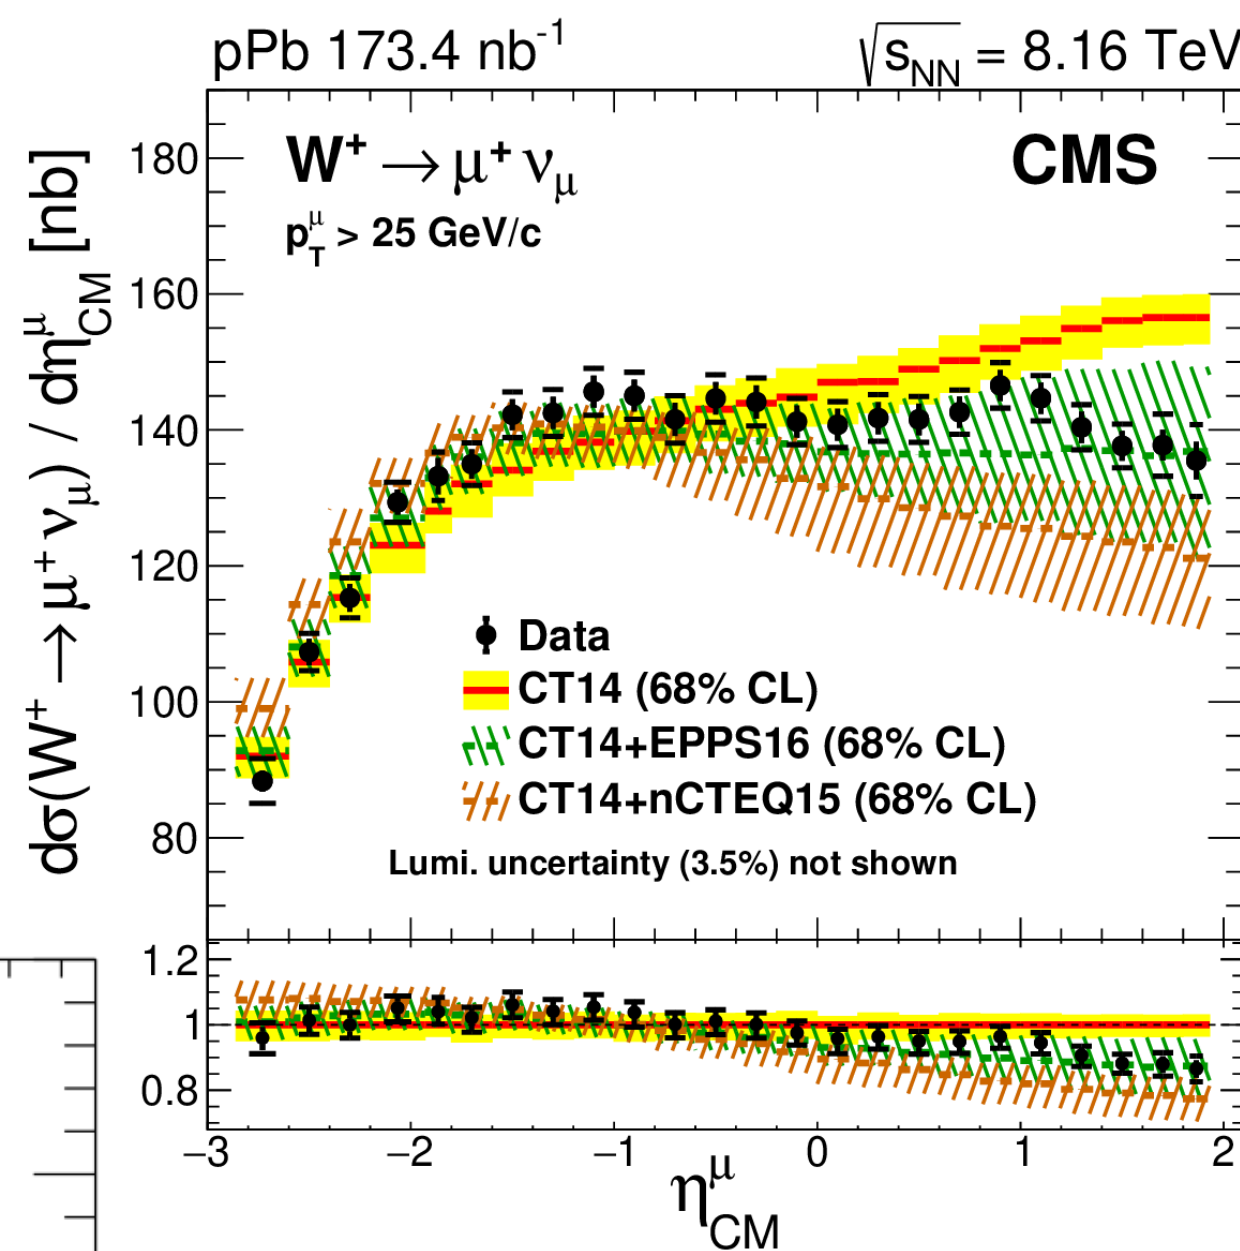 pPb 173.4 nb⁻¹ √sNN = 8.16 TeV
W⁺ → μ⁺ νμ CMS
pTμ > 25 GeV/c
dσ(W⁺ → μ⁺ νμ) / dημCM [nb]
180
160
140
120
100
80
Data
CT14 (68% CL)
CT14+EPPS16 (68% CL)
CT14+nCTEQ15 (68% CL)
Lumi. uncertainty (3.5%) not shown
1.2
1
0.8
−3 −2 −1 0 1 2
ημCM